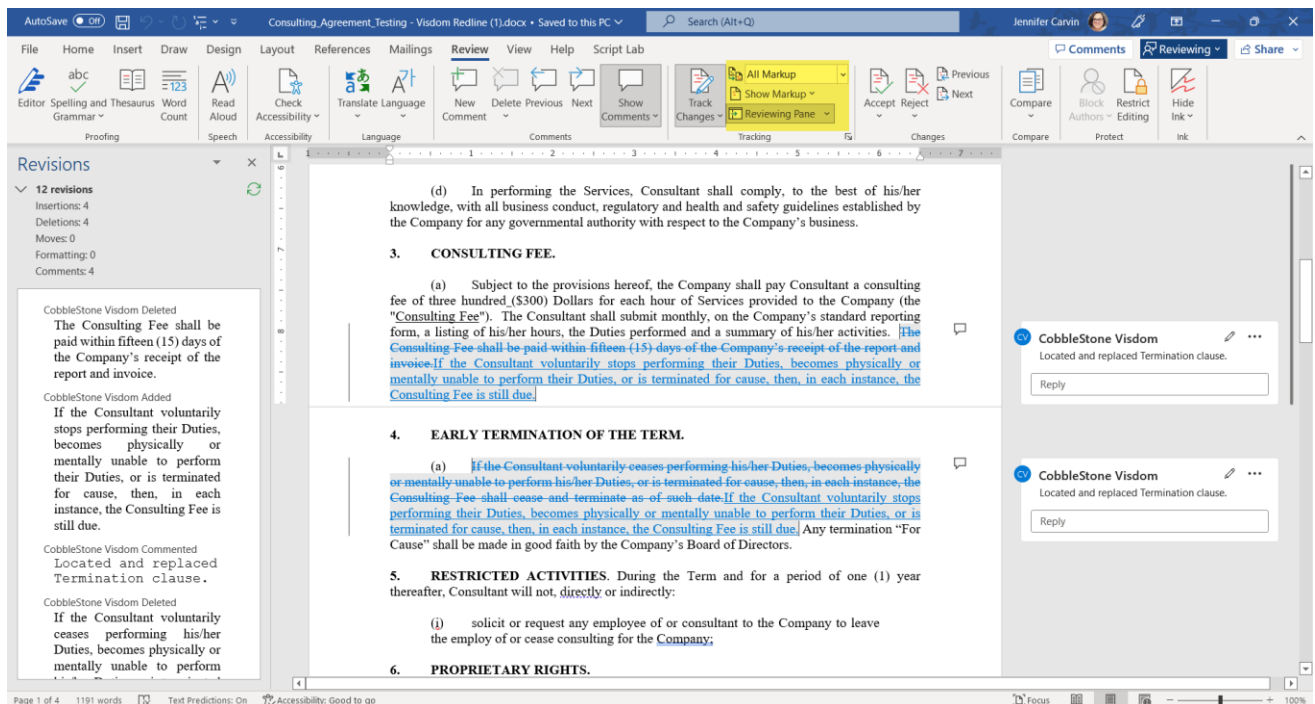 AutoSave Off Consulting_Agreement_Testing - Visdom Redline (1).docx • Saved to this PC Search (Alt+Q) Jennifer Carvin
File Home Insert Draw Design Layout References Mailings Review View Help Script Lab Comments Reviewing Share
Editor
Spelling and Grammar
Thesaurus
Word Count
Proofing
Read Aloud
Speech
Check Accessibility
Accessibility
Translate
Language
Language
New Comment
Delete
Previous
Next
Show Comments
Comments
Track Changes
All Markup
Show Markup
Reviewing Pane
Tracking
Accept
Reject
Previous
Next
Changes
Compare
Compare
Block Authors
Restrict Editing
Protect
Hide Ink
Ink
Revisions
12 revisions
Insertions: 4
Deletions: 4
Moves: 0
Formatting: 0
Comments: 4
CobbleStone Visdom Deleted
The Consulting Fee shall be
paid within fifteen (15) days of
the Company's receipt of the
report and invoice.
CobbleStone Visdom Added
If the Consultant voluntarily
stops performing their Duties,
becomes physically or
mentally unable to perform
their Duties, or is terminated
for cause, then, in each
instance, the Consulting Fee is
still due.
CobbleStone Visdom Commented
Located and replaced
Termination clause.
CobbleStone Visdom Deleted
If the Consultant voluntarily
ceases performing his/her
Duties, becomes physically or
mentally unable to perform
1 1 2 3 4 5 6 7
(d) In performing the Services, Consultant shall comply, to the best of his/her
knowledge, with all business conduct, regulatory and health and safety guidelines established by
the Company for any governmental authority with respect to the Company's business.
3. CONSULTING FEE.
(a) Subject to the provisions hereof, the Company shall pay Consultant a consulting
fee of three hundred ($300) Dollars for each hour of Services provided to the Company (the
"Consulting Fee"). The Consultant shall submit monthly, on the Company's standard reporting
form, a listing of his/her hours, the Duties performed and a summary of his/her activities. The
Consulting Fee shall be paid within fifteen (15) days of the Company's receipt of the report and
invoice.If the Consultant voluntarily stops performing their Duties, becomes physically or
mentally unable to perform their Duties, or is terminated for cause, then, in each instance, the
Consulting Fee is still due.
4. EARLY TERMINATION OF THE TERM.
(a) If the Consultant voluntarily ceases performing his/her Duties, becomes physically
or mentally unable to perform his/her Duties, or is terminated for cause, then, in each instance, the
Consulting Fee shall cease and terminate as of such date.If the Consultant voluntarily stops
performing their Duties, becomes physically or mentally unable to perform their Duties, or is
terminated for cause, then, in each instance, the Consulting Fee is still due. Any termination “For
Cause” shall be made in good faith by the Company's Board of Directors.
5. RESTRICTED ACTIVITIES. During the Term and for a period of one (1) year
thereafter, Consultant will not, directly or indirectly:
(i) solicit or request any employee of or consultant to the Company to leave
the employ of or cease consulting for the Company;
6. PROPRIETARY RIGHTS.
CV CobbleStone Visdom
Located and replaced Termination clause.
Reply
CV CobbleStone Visdom
Located and replaced Termination clause.
Reply
Page 1 of 4 1191 words Text Predictions: On Accessibility: Good to go Focus 100%